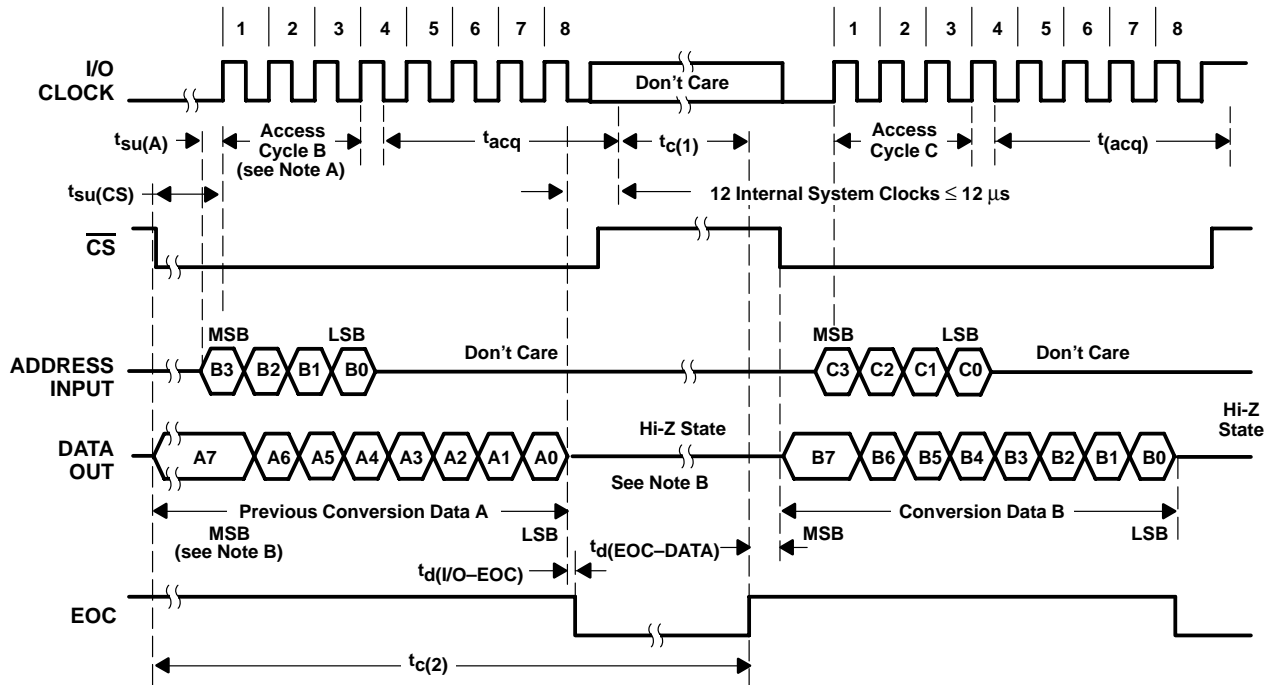 1 2 3 4 5 6 7 8 1 2 3 4 5 6 7 8
I/O
CLOCK
Don't Care
tsu(A)
Access
Cycle B
(see Note A)
tacq
tc(1)
Access
Cycle C
t(acq)
tsu(CS)
12 Internal System Clocks ≤ 12 μs
CS
MSB LSB MSB LSB
ADDRESS
INPUT
B3 B2 B1 B0 Don't Care C3 C2 C1 C0 Don't Care
Hi-Z
State
DATA
OUT
A7 A6 A5 A4 A3 A2 A1 A0
Hi-Z State
See Note B
B7 B6 B5 B4 B3 B2 B1 B0
Previous Conversion Data A
Conversion Data B
MSB
(see Note B)
LSB
MSB
LSB
td(EOC–DATA)
td(I/O–EOC)
EOC
tc(2)